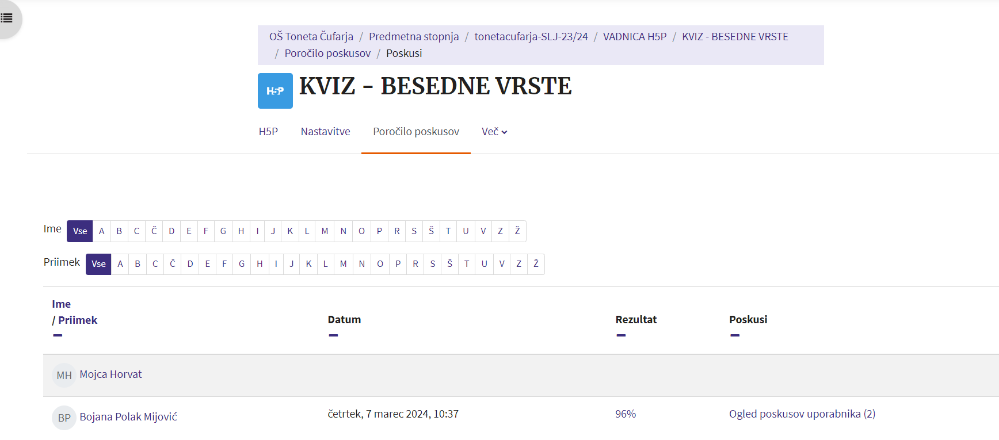 OŠ Toneta Čufarja / Predmetna stopnja / tonetacufarja-SLJ-23/24 / VADNICA H5P / KVIZ - BESEDNE VRSTE
/ Poročilo poskusov / Poskusi
H5P KVIZ - BESEDNE VRSTE
H5P Nastavitve Poročilo poskusov Več
Ime Vse A B C Č D E F G H I J K L M N O P R S Š T U V Z Ž
Priimek Vse A B C Č D E F G H I J K L M N O P R S Š T U V Z Ž
Ime
/ Priimek Datum Rezultat Poskusi
MH Mojca Horvat
BP Bojana Polak Mijović četrtek, 7 marec 2024, 10:37 96% Ogled poskusov uporabnika (2)